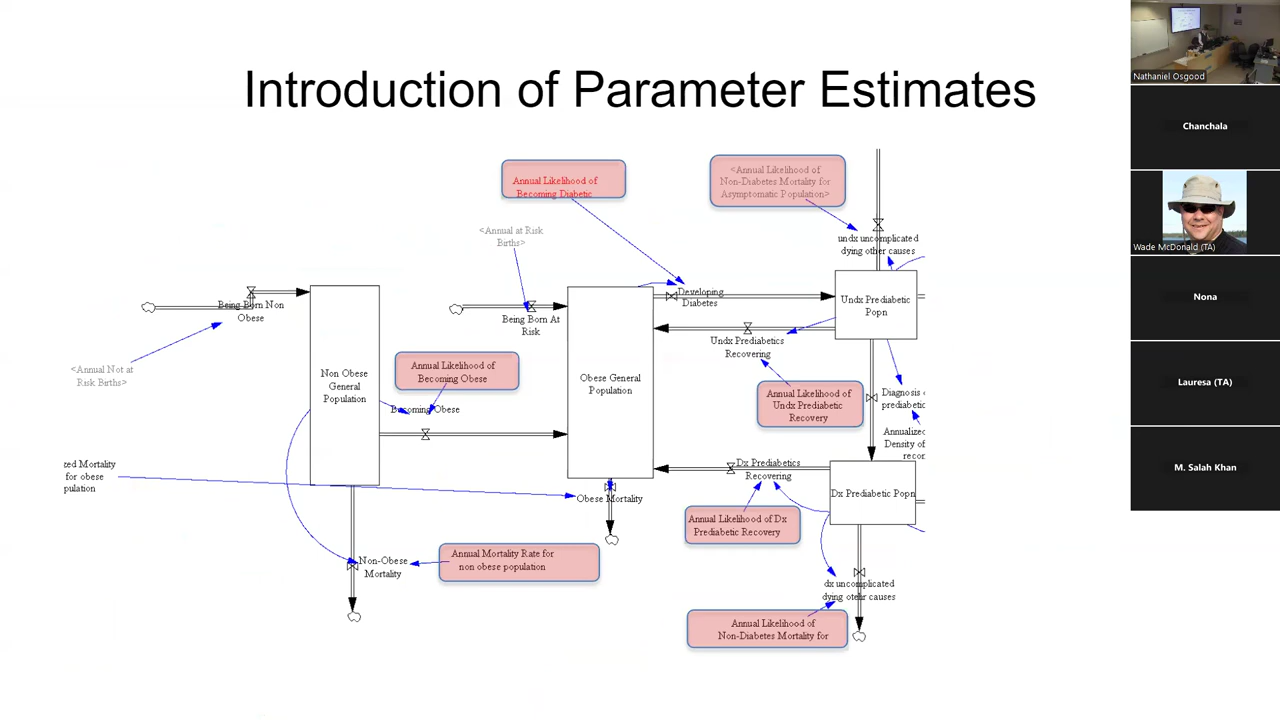 Introduction of Parameter Estimates
Annual Likelihood of
Becoming Diabetic
<Annual Likelihood of
Non-Diabetes Mortality for
Asymptomatic Population>
<Annual at Risk
Births>
undx uncomplicated
dying other causes
Being Born Non
Obese
Being Born At
Risk
Developing
Diabetes
Undx Prediabetic
Popn
Undx Prediabetics
Recovering
<Annual Not at
Risk Births>
Non Obese
General
Population
Annual Likelihood of
Becoming Obese
Becoming Obese
Obese General
Population
Annual Likelihood of
Undx Prediabetic
Recovery
Diagnosis
prediabetic
Annualized
Density of
recor
zed Mortality
for obese
pulation
Obese Mortality
Dx Prediabetics
Recovering
Dx Prediabetic Popn
Annual Likelihood of Dx
Prediabetic Recovery
Non-Obese
Mortality
Annual Mortality Rate for
non obese population
dx uncomplicated
dying other causes
Annual Likelihood of
Non-Diabetes Mortality for
Nathaniel Osgood
Chanchala
Wade McDonald (TA)
Nona
Lauresa (TA)
M. Salah Khan